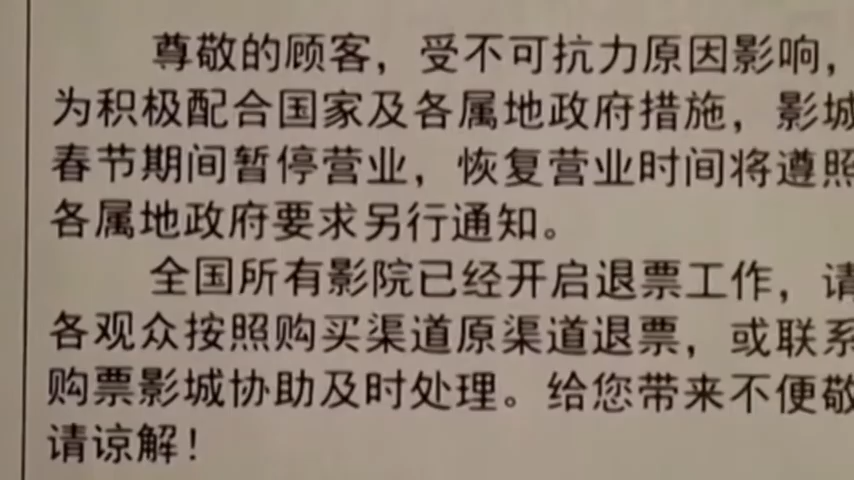 尊敬的顾客，受不可抗力原因影响，
为积极配合国家及各属地政府措施，影城
春节期间暂停营业，恢复营业时间将遵照
各属地政府要求另行通知。
全国所有影院已经开启退票工作，请
各观众按照购买渠道原渠道退票，或联系
购票影城协助及时处理。给您带来不便敬
请谅解！